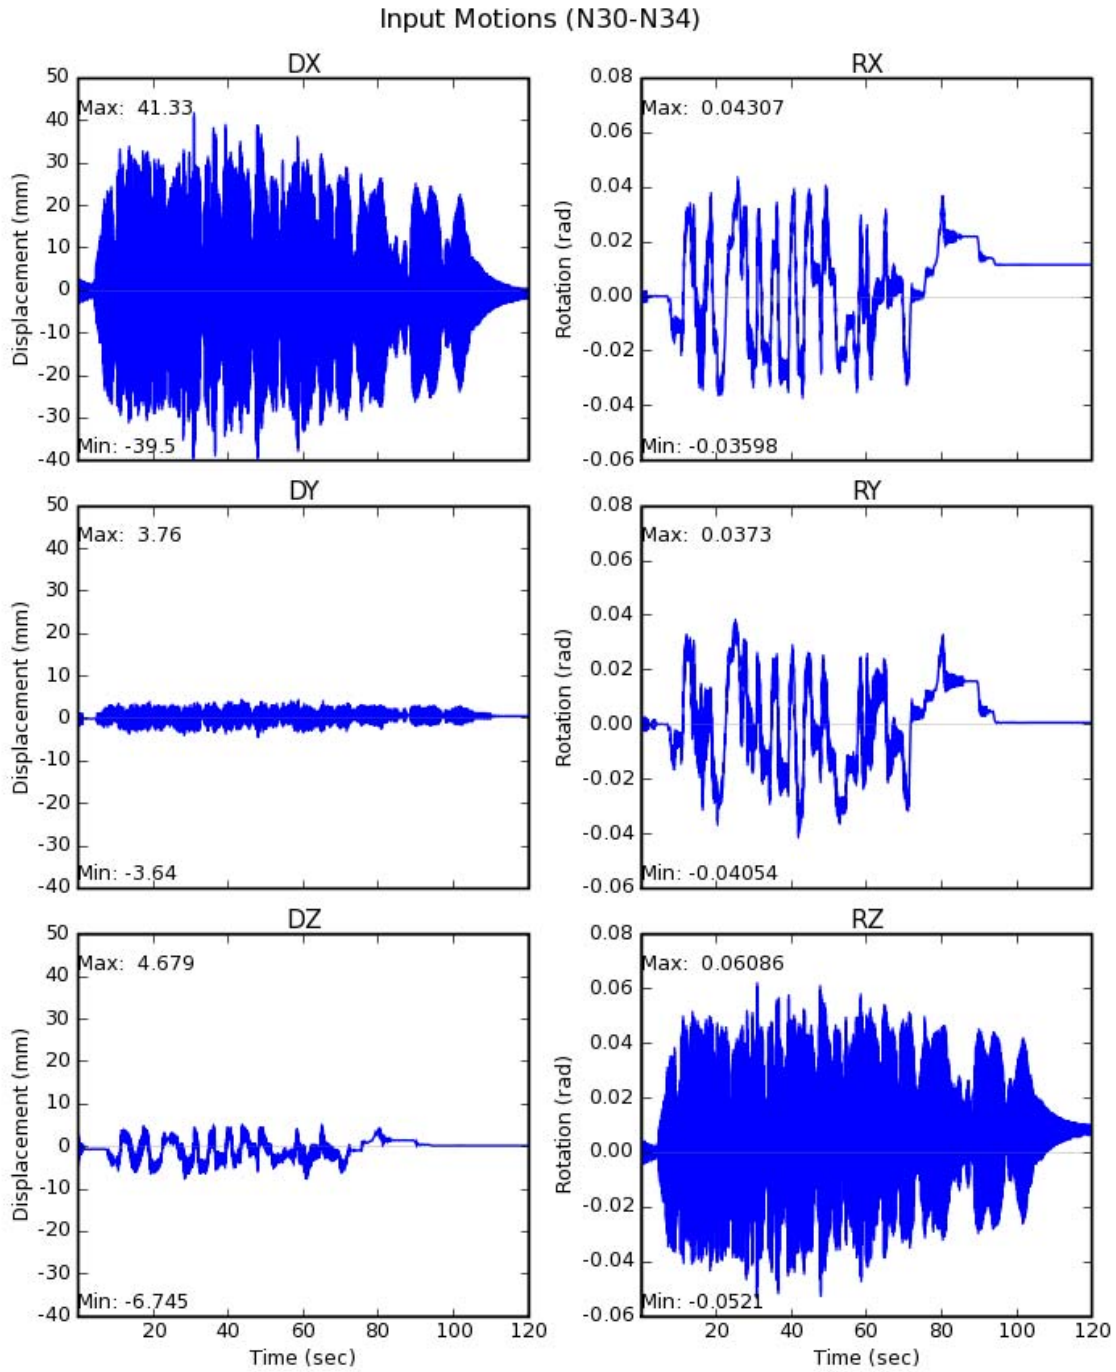 Input Motions (N30-N34)
DX
Max: 41.33
Min: -39.5
Displacement (mm)
50
40
30
20
10
0
-10
-20
-30
-40
RX
Max: 0.04307
Min: -0.03598
Rotation (rad)
0.08
0.06
0.04
0.02
0.00
-0.02
-0.04
-0.06
DY
Max: 3.76
Min: -3.64
Displacement (mm)
50
40
30
20
10
0
-10
-20
-30
-40
RY
Max: 0.0373
Min: -0.04054
Rotation (rad)
0.08
0.06
0.04
0.02
0.00
-0.02
-0.04
-0.06
DZ
Max: 4.679
Min: -6.745
Displacement (mm)
50
40
30
20
10
0
-10
-20
-30
-40
20 40 60 80 100 120
Time (sec)
RZ
Max: 0.06086
Min: -0.0521
Rotation (rad)
0.08
0.06
0.04
0.02
0.00
-0.02
-0.04
-0.06
20 40 60 80 100 120
Time (sec)